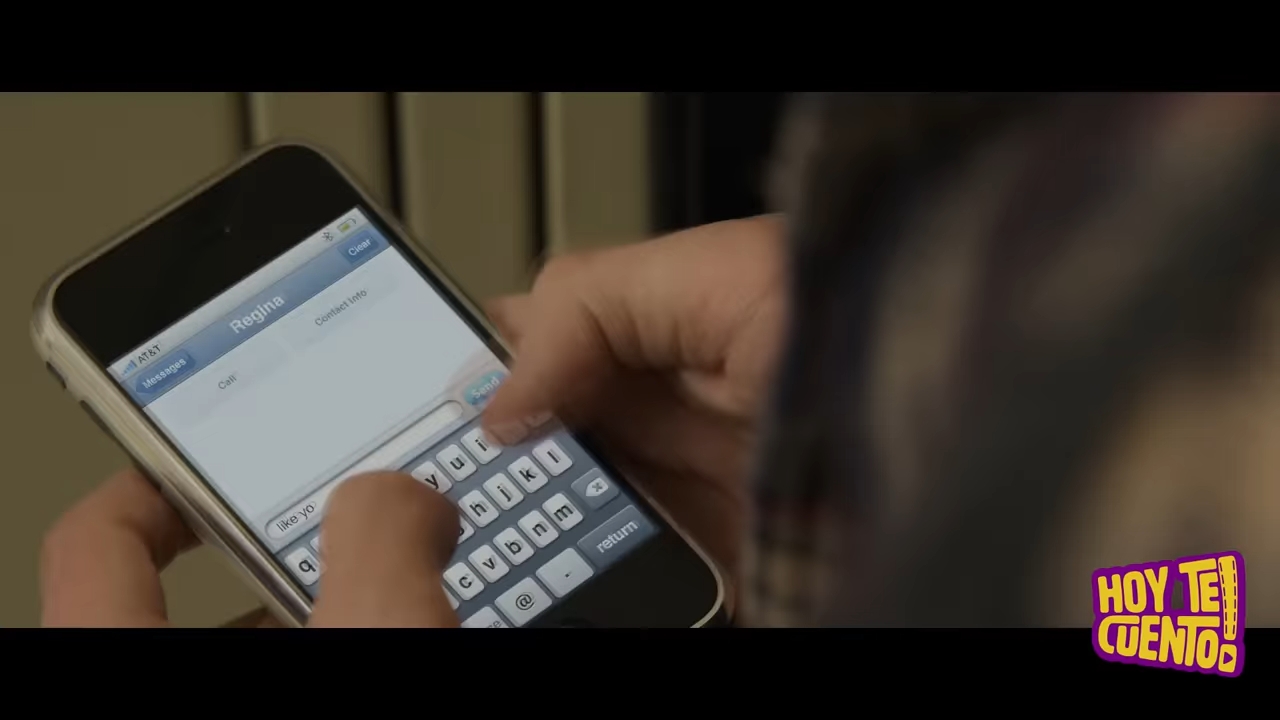 AT&T
Messages
Regina
Clear
Call
Contact Info
like yo
Send
y u i
h j k l
q
c v b n m
@ .
return
HOY TE
CUENTO!